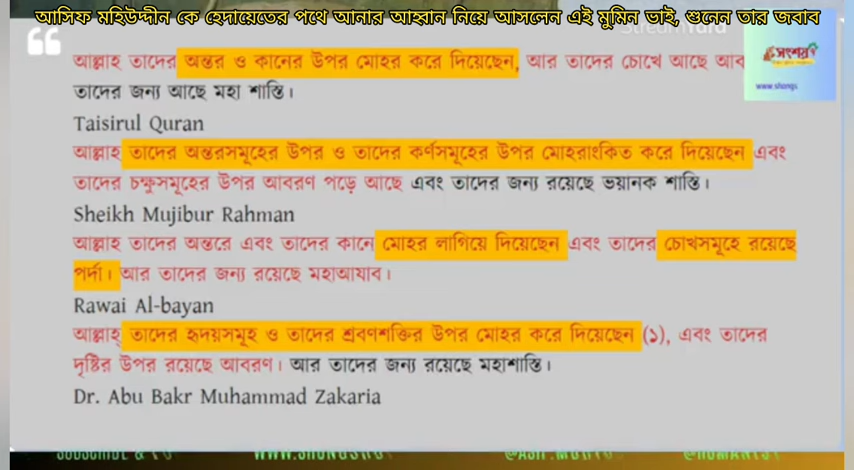 আসিফ মহিউদ্দীন কে হেদায়েতের পথে আনার আহ্বান নিয়ে আসলেন এই মুমিন ভাই, শুনেন তার জবাব
StreamYard
সংশয়
www.shongs
আল্লাহ তাদের অন্তর ও কানের উপর মোহর করে দিয়েছেন, আর তাদের চোখে আছে আব
তাদের জন্য আছে মহা শাস্তি।
Taisirul Quran
আল্লাহ তাদের অন্তরসমূহের উপর ও তাদের কর্ণসমূহের উপর মোহরাংকিত করে দিয়েছেন এবং
তাদের চক্ষুসমূহের উপর আবরণ পড়ে আছে এবং তাদের জন্য রয়েছে ভয়ানক শাস্তি।
Sheikh Mujibur Rahman
আল্লাহ তাদের অন্তরে এবং তাদের কানে মোহর লাগিয়ে দিয়েছেন এবং তাদের চোখসমূহে রয়েছে
পর্দা। আর তাদের জন্য রয়েছে মহাআযাব।
Rawai Al-bayan
আল্লাহ্ তাদের হৃদয়সমূহ ও তাদের শ্রবণশক্তির উপর মোহর করে দিয়েছেন (১), এবং তাদের
দৃষ্টির উপর রয়েছে আবরণ। আর তাদের জন্য রয়েছে মহাশাস্তি।
Dr. Abu Bakr Muhammad Zakaria